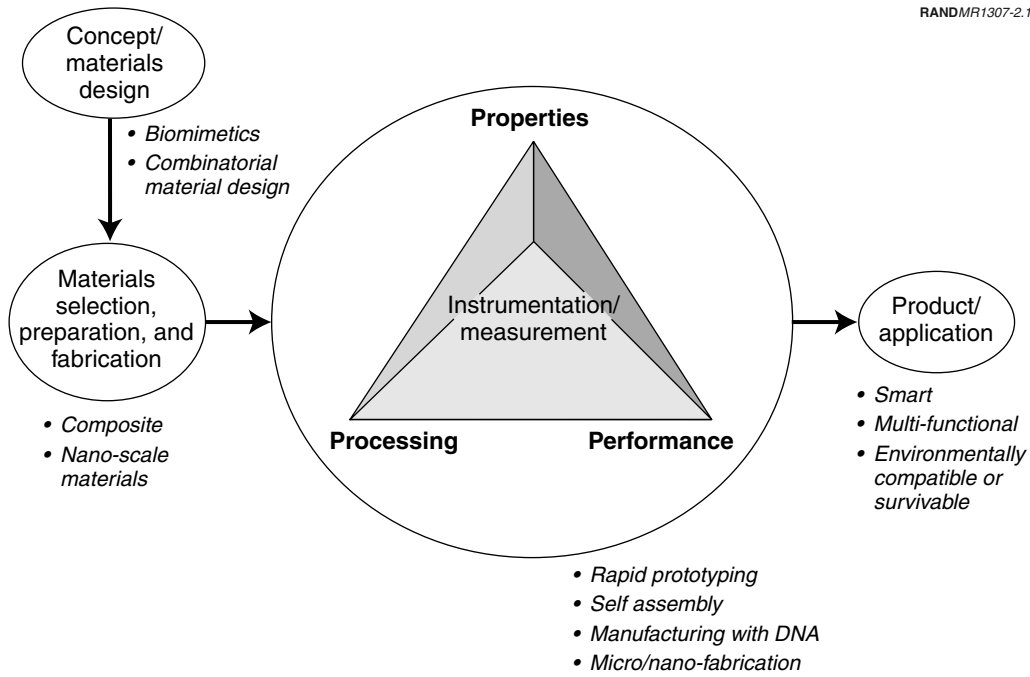 RANDMR1307-2.1
Concept/
materials
design
• Biomimetics
• Combinatorial
material design
Materials
selection,
preparation, and
fabrication
• Composite
• Nano-scale
materials
Properties
Instrumentation/
measurement
Processing
Performance
• Rapid prototyping
• Self assembly
• Manufacturing with DNA
• Micro/nano-fabrication
Product/
application
• Smart
• Multi-functional
• Environmentally
compatible or
survivable